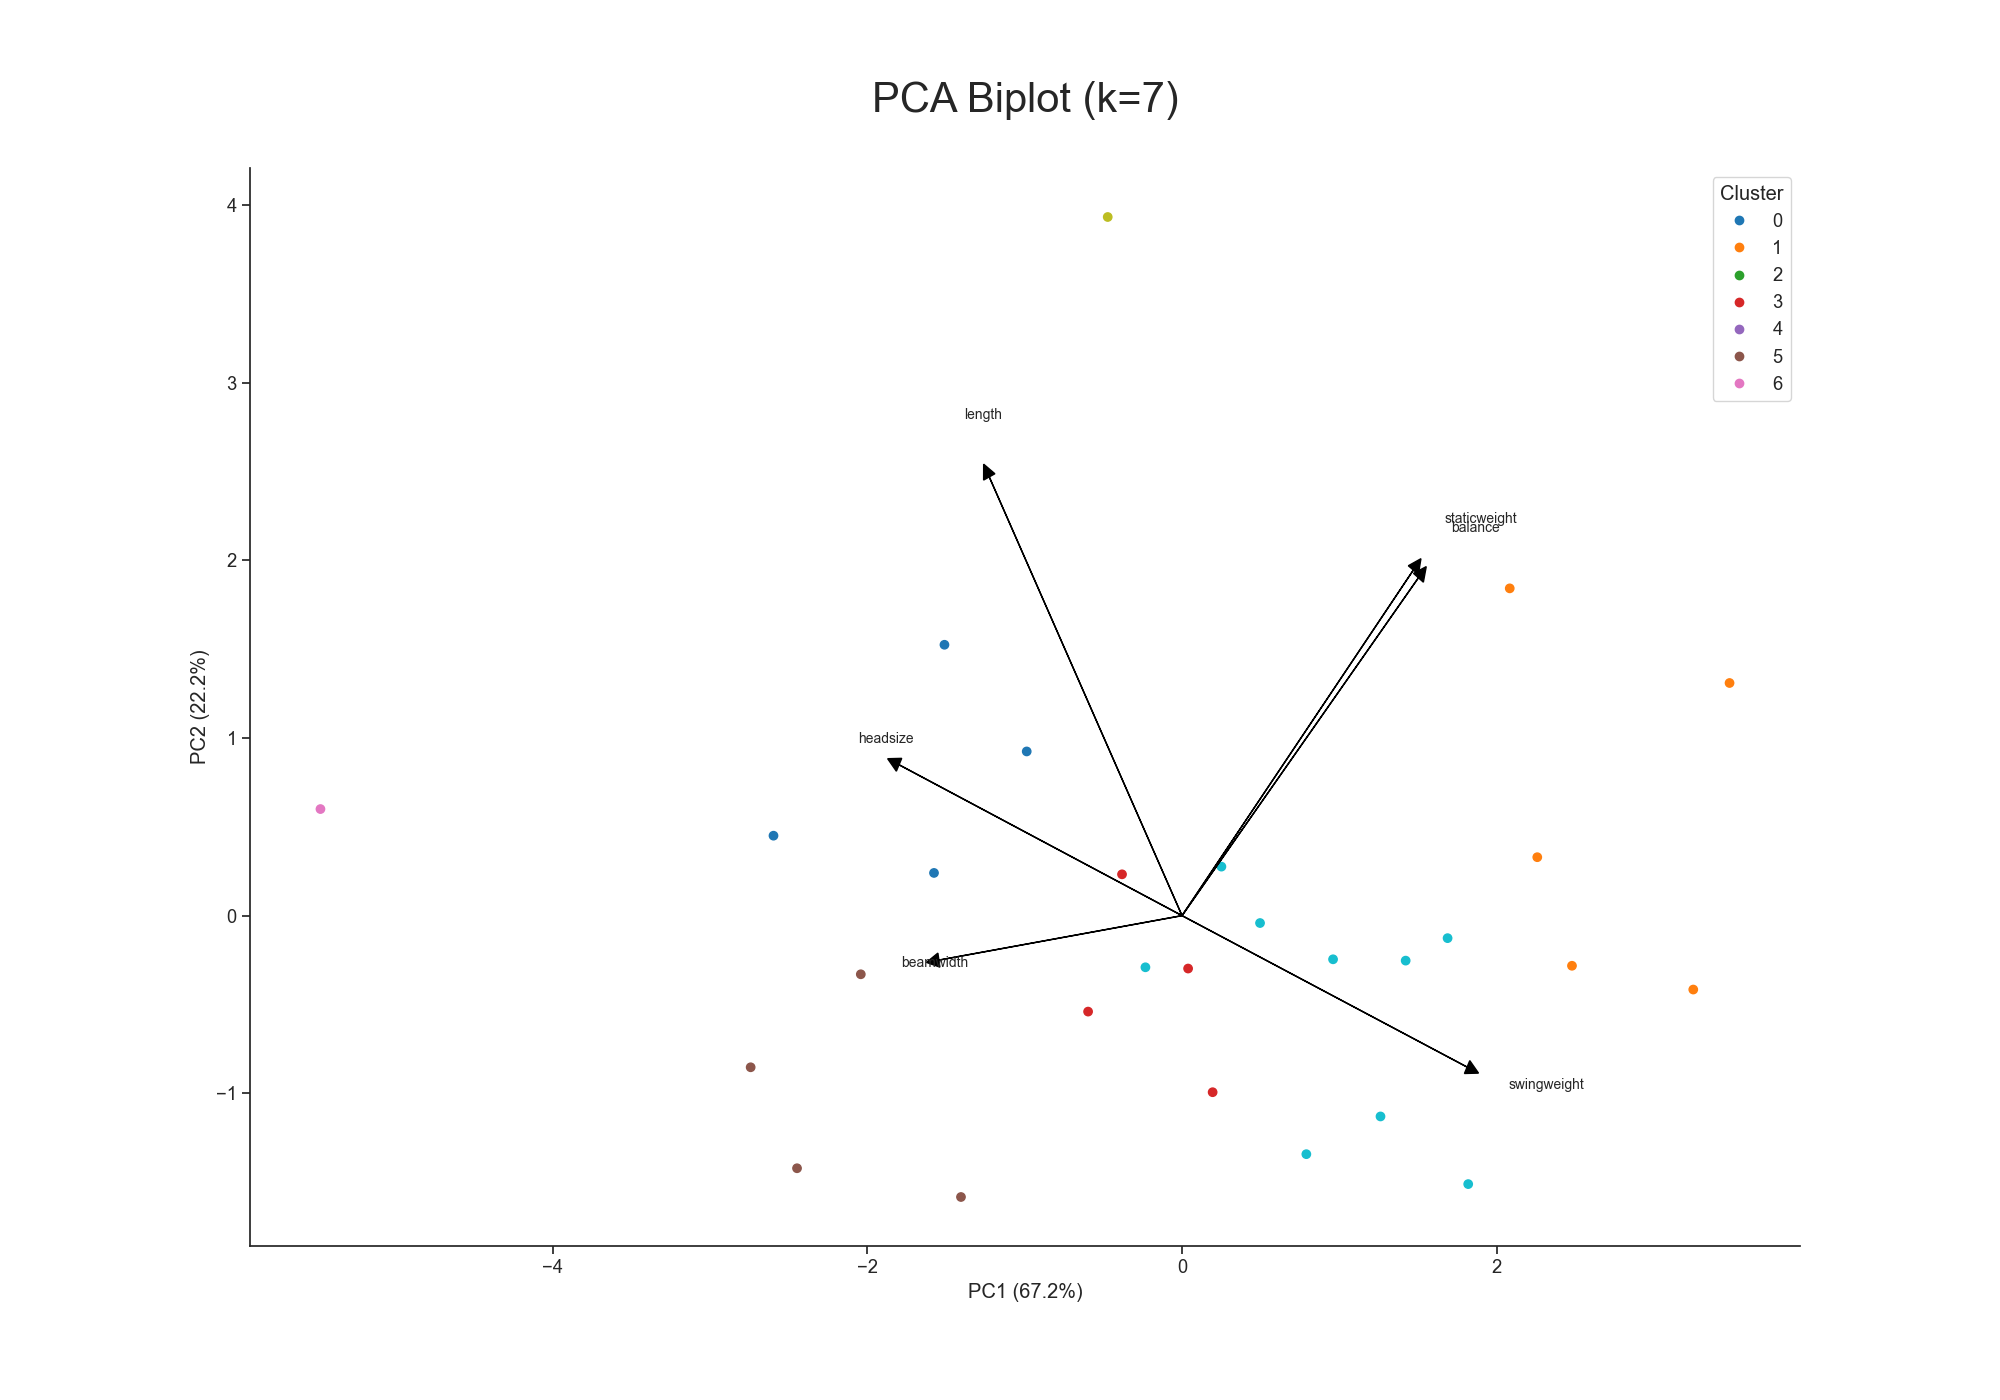 PCA Biplot (k=7)
Cluster
0
1
2
3
4
5
6
4
3
2
1
0
−1
PC2 (22.2%)
length
staticweight
balance
headsize
beamwidth
swingweight
−4
−2
0
2
PC1 (67.2%)